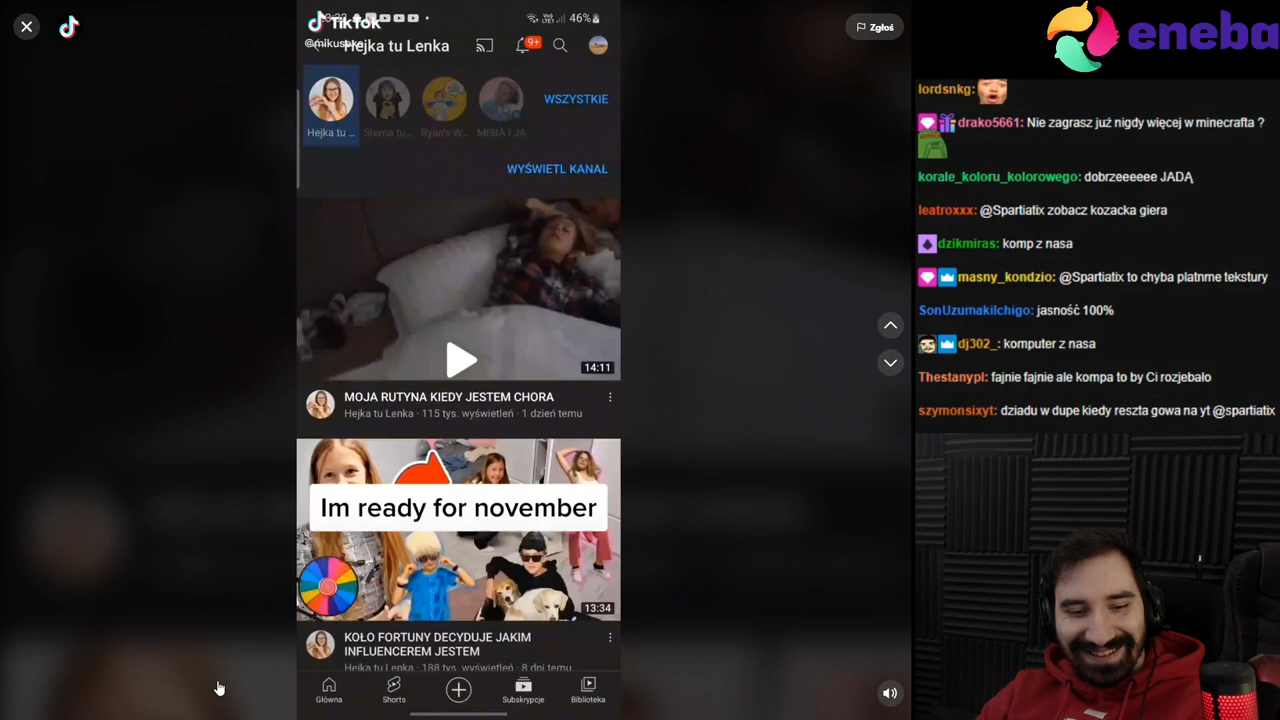 TikTok
@mikus
46%
Hejka tu Lenka
9+
Hejka tu ...
Siema tu...
Ryan's W...
MISIA i JA
WSZYSTKIE
WYŚWIETL KANAŁ
14:11
MOJA RUTYNA KIEDY JESTEM CHORA
Hejka tu Lenka · 115 tys. wyświetleń · 1 dzień temu
Im ready for november
13:34
KOŁO FORTUNY DECYDUJE JAKIM
INFLUENCEREM JESTEM
Hejka tu Lenka · 188 tys. wyświetleń · 8 dni temu
Główna
Shorts
Subskrypcje
Biblioteka
Zgłoś
eneba
lordsnkg:
drako5661: Nie zagrasz już nigdy więcej w minecrafta ?
korale_koloru_kolorowego: dobrzeeeeee JADĄ
leatroxxx: @Spartiatix zobacz kozacka giera
dzikmiras: komp z nasa
masny_kondzio: @Spartiatix to chyba platnme tekstury
SonUzumakiIchigo: jasność 100%
dj302_: komputer z nasa
Thestanypl: fajnie fajnie ale kompa to by Ci rozjebało
szymonsixyt: dziadu w dupe kiedy reszta gowa na yt @spartiatix